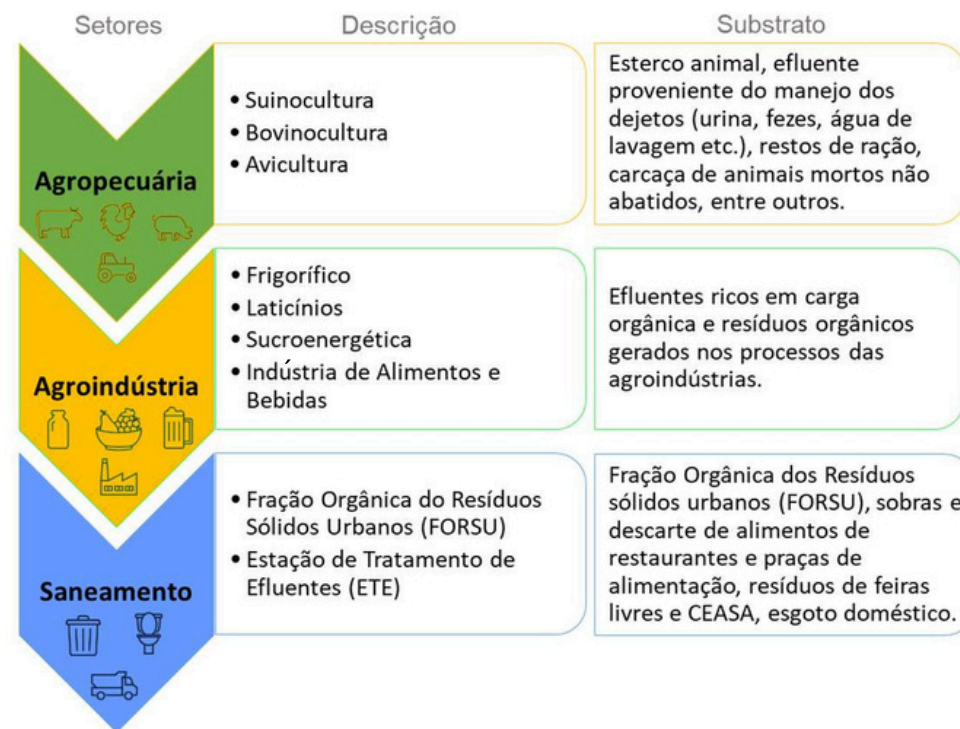 Setores
Descrição
Substrato
Agropecuária
• Suinocultura
• Bovinocultura
• Avicultura
Esterco animal, efluente
proveniente do manejo dos
dejetos (urina, fezes, água de
lavagem etc.), restos de ração,
carcaça de animais mortos não
abatidos, entre outros.
Agroindústria
• Frigorífico
• Laticínios
• Sucroenergética
• Indústria de Alimentos e
Bebidas
Efluentes ricos em carga
orgânica e resíduos orgânicos
gerados nos processos das
agroindústrias.
Saneamento
• Fração Orgânica do Resíduos
Sólidos Urbanos (FORSU)
• Estação de Tratamento de
Efluentes (ETE)
Fração Orgânica dos Resíduos
sólidos urbanos (FORSU), sobras e
descarte de alimentos de
restaurantes e praças de
alimentação, resíduos de feiras
livres e CEASA, esgoto doméstico.